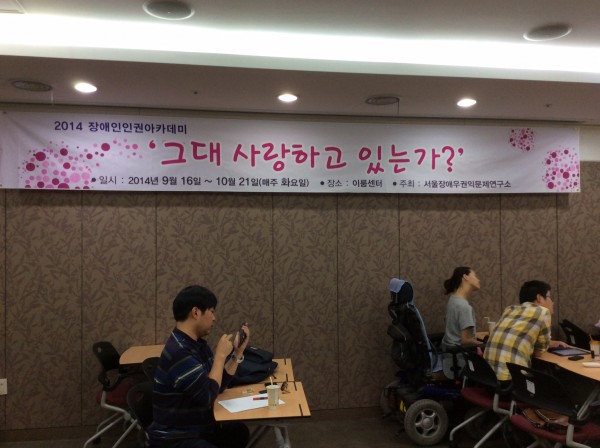 2014 장애인인권아카데미
'그대 사랑하고 있는가?'
• 일시 : 2014년 9월 16일 ~ 10월 21일(매주 화요일) • 장소 : 이룸센터 • 주최 : 서울장애우권익문제연구소